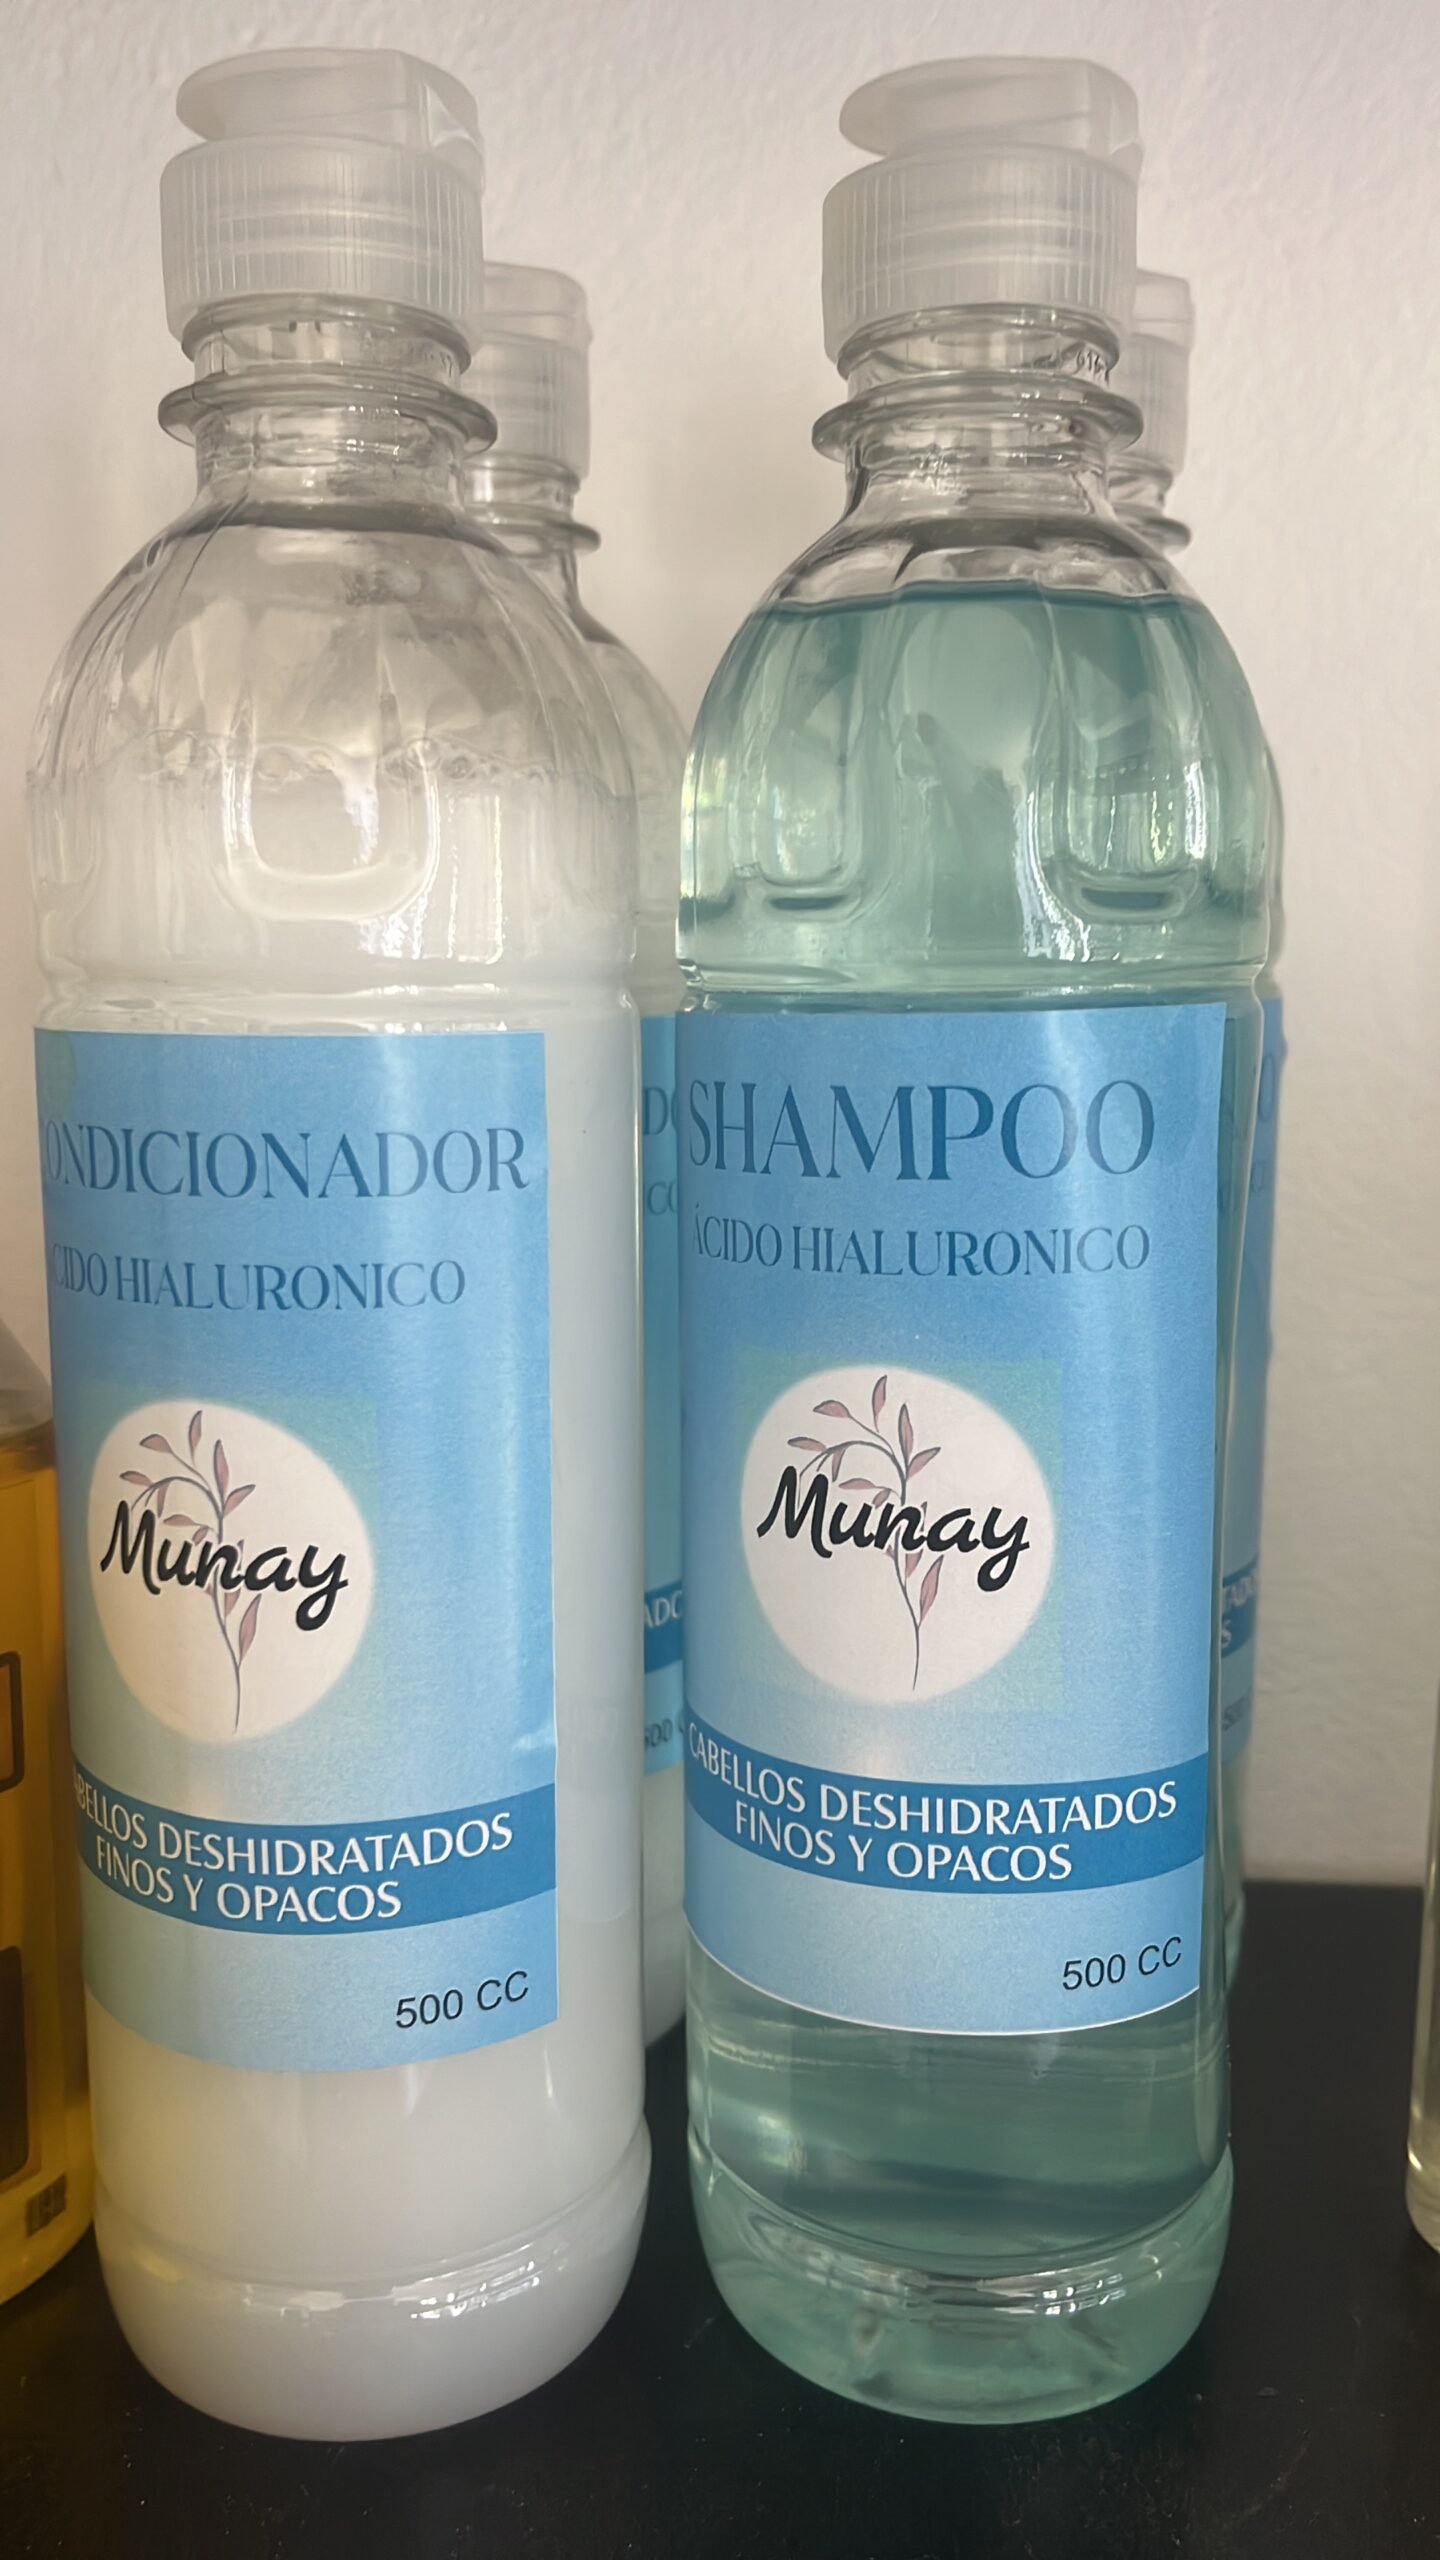 ONDICIONADOR
CIDO HIALURONICO
Munay
ABELLOS DESHIDRATADOS
FINOS Y OPACOS
500 CC
SHAMPOO
ÁCIDO HIALURONICO
Munay
CABELLOS DESHIDRATADOS
FINOS Y OPACOS
500 CC